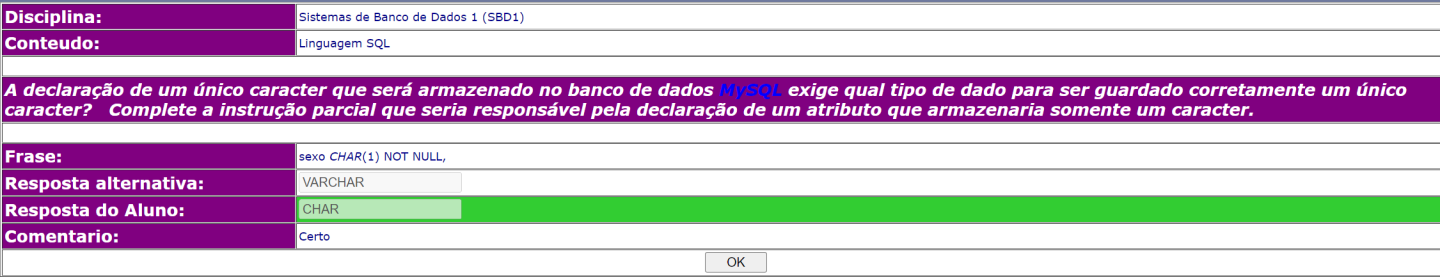 Disciplina: Sistemas de Banco de Dados 1 (SBD1)
Conteudo: Linguagem SQL
A declaração de um único caracter que será armazenado no banco de dados MySQL exige qual tipo de dado para ser guardado corretamente um único
caracter? Complete a instrução parcial que seria responsável pela declaração de um atributo que armazenaria somente um caracter.
Frase: sexo CHAR(1) NOT NULL,
Resposta alternativa: VARCHAR
Resposta do Aluno: CHAR
Comentario: Certo
OK